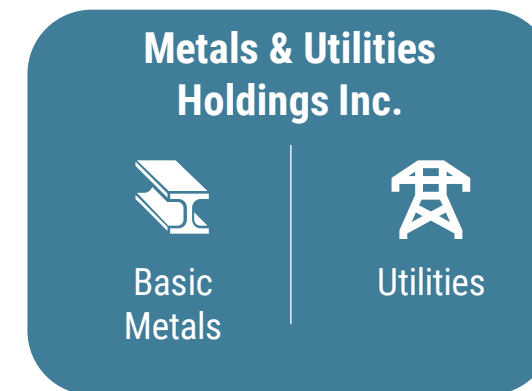 Metals & Utilities
Holdings Inc.
Basic
Metals
Utilities